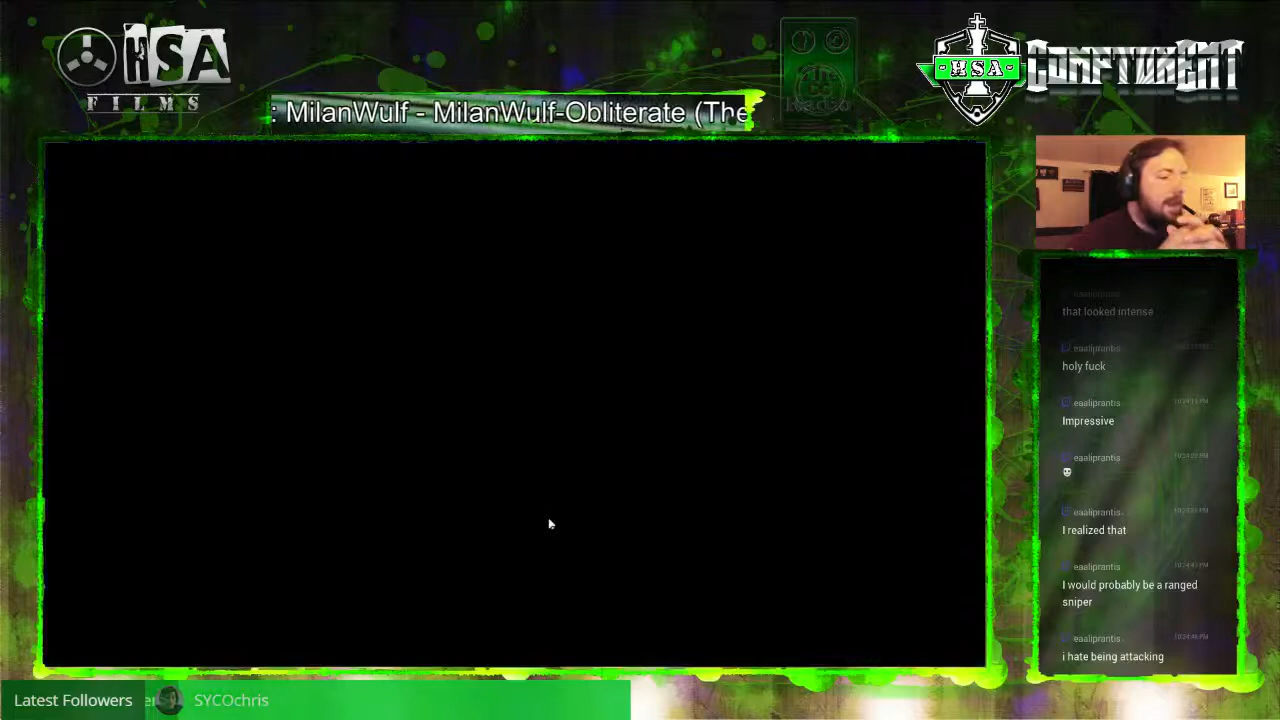 HSA
FILMS
: MilanWulf - MilanWulf-Obliterate (The
HSA
that looked intense
eaaliprantis
holy fuck
eaaliprantis
Impressive
eaaliprantis
eaaliprantis
I realized that
eaaliprantis
I would probably be a ranged
sniper
eaaliprantis
i hate being attacking
Latest Followers
SYCOchris